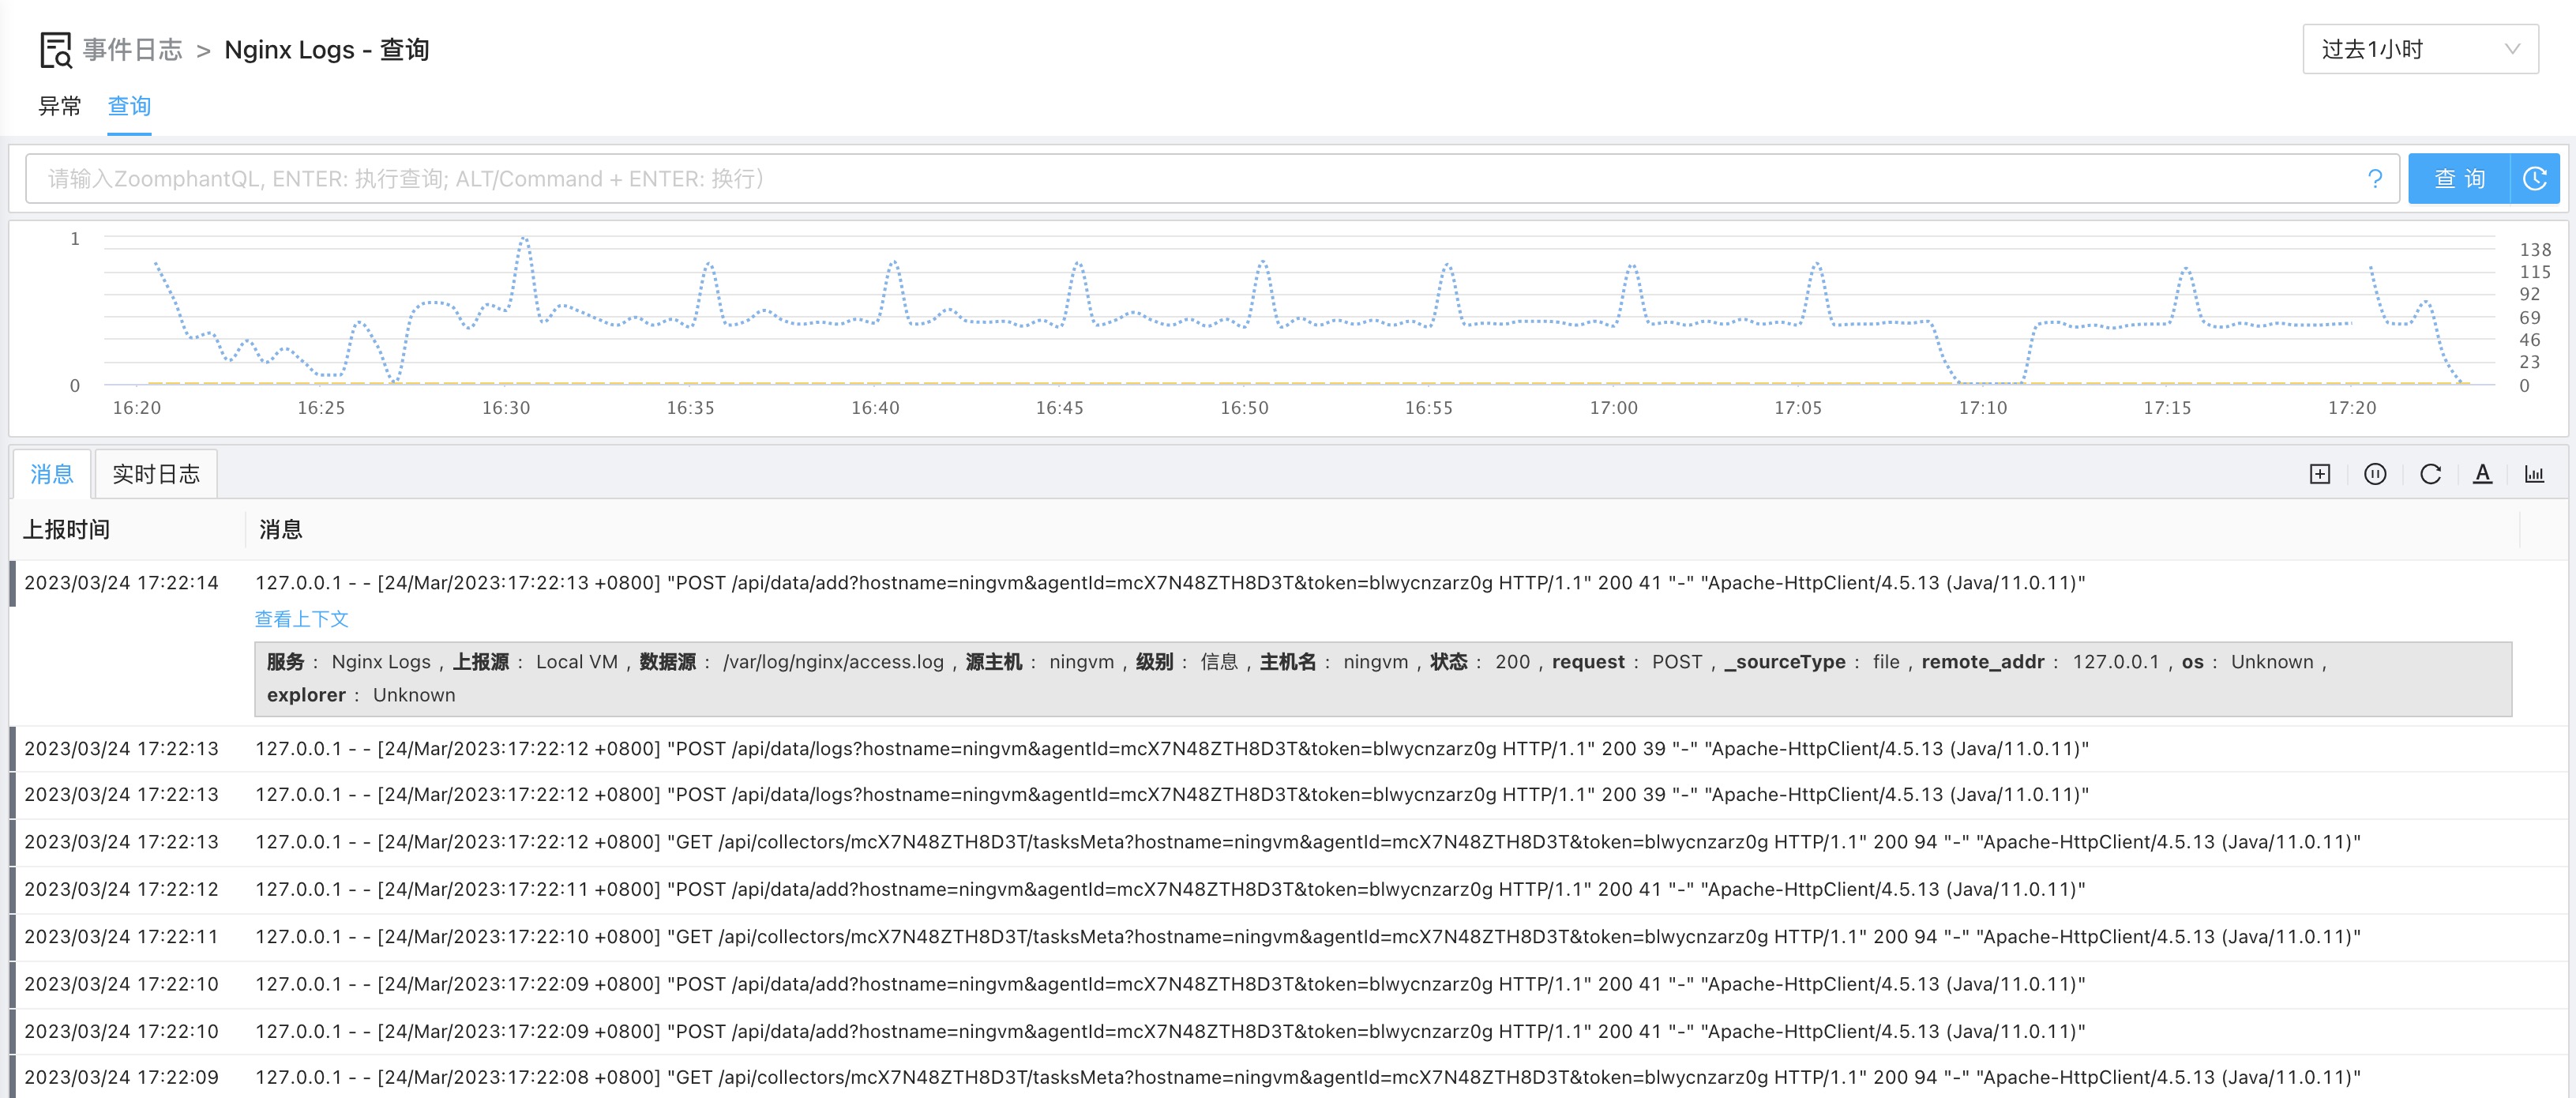 事件日志 > Nginx Logs - 查询
过去1小时
异常 查询
请输入ZoomphantQL, ENTER: 执行查询; ALT/Command + ENTER: 换行）
?
查 询
1
0
138
115
92
69
46
23
0
16:20 16:25 16:30 16:35 16:40 16:45 16:50 16:55 17:00 17:05 17:10 17:15 17:20
消息 实时日志
A
上报时间 消息
2023/03/24 17:22:14 127.0.0.1 - - [24/Mar/2023:17:22:13 +0800] "POST /api/data/add?hostname=ningvm&agentId=mcX7N48ZTH8D3T&token=blwycnzarz0g HTTP/1.1" 200 41 "-" "Apache-HttpClient/4.5.13 (Java/11.0.11)"
查看上下文
服务 : Nginx Logs , 上报源 : Local VM , 数据源 : /var/log/nginx/access.log , 源主机 : ningvm , 级别 : 信息 , 主机名 : ningvm , 状态 : 200 , request : POST , _sourceType : file , remote_addr : 127.0.0.1 , os : Unknown ,
explorer : Unknown
2023/03/24 17:22:13 127.0.0.1 - - [24/Mar/2023:17:22:12 +0800] "POST /api/data/logs?hostname=ningvm&agentId=mcX7N48ZTH8D3T&token=blwycnzarz0g HTTP/1.1" 200 39 "-" "Apache-HttpClient/4.5.13 (Java/11.0.11)"
2023/03/24 17:22:13 127.0.0.1 - - [24/Mar/2023:17:22:12 +0800] "POST /api/data/logs?hostname=ningvm&agentId=mcX7N48ZTH8D3T&token=blwycnzarz0g HTTP/1.1" 200 39 "-" "Apache-HttpClient/4.5.13 (Java/11.0.11)"
2023/03/24 17:22:13 127.0.0.1 - - [24/Mar/2023:17:22:12 +0800] "GET /api/collectors/mcX7N48ZTH8D3T/tasksMeta?hostname=ningvm&agentId=mcX7N48ZTH8D3T&token=blwycnzarz0g HTTP/1.1" 200 94 "-" "Apache-HttpClient/4.5.13 (Java/11.0.11)"
2023/03/24 17:22:12 127.0.0.1 - - [24/Mar/2023:17:22:11 +0800] "POST /api/data/add?hostname=ningvm&agentId=mcX7N48ZTH8D3T&token=blwycnzarz0g HTTP/1.1" 200 41 "-" "Apache-HttpClient/4.5.13 (Java/11.0.11)"
2023/03/24 17:22:11 127.0.0.1 - - [24/Mar/2023:17:22:10 +0800] "GET /api/collectors/mcX7N48ZTH8D3T/tasksMeta?hostname=ningvm&agentId=mcX7N48ZTH8D3T&token=blwycnzarz0g HTTP/1.1" 200 94 "-" "Apache-HttpClient/4.5.13 (Java/11.0.11)"
2023/03/24 17:22:10 127.0.0.1 - - [24/Mar/2023:17:22:09 +0800] "POST /api/data/add?hostname=ningvm&agentId=mcX7N48ZTH8D3T&token=blwycnzarz0g HTTP/1.1" 200 41 "-" "Apache-HttpClient/4.5.13 (Java/11.0.11)"
2023/03/24 17:22:10 127.0.0.1 - - [24/Mar/2023:17:22:09 +0800] "POST /api/data/add?hostname=ningvm&agentId=mcX7N48ZTH8D3T&token=blwycnzarz0g HTTP/1.1" 200 41 "-" "Apache-HttpClient/4.5.13 (Java/11.0.11)"
2023/03/24 17:22:09 127.0.0.1 - - [24/Mar/2023:17:22:08 +0800] "GET /api/collectors/mcX7N48ZTH8D3T/tasksMeta?hostname=ningvm&agentId=mcX7N48ZTH8D3T&token=blwycnzarz0g HTTP/1.1" 200 94 "-" "Apache-HttpClient/4.5.13 (Java/11.0.11)"